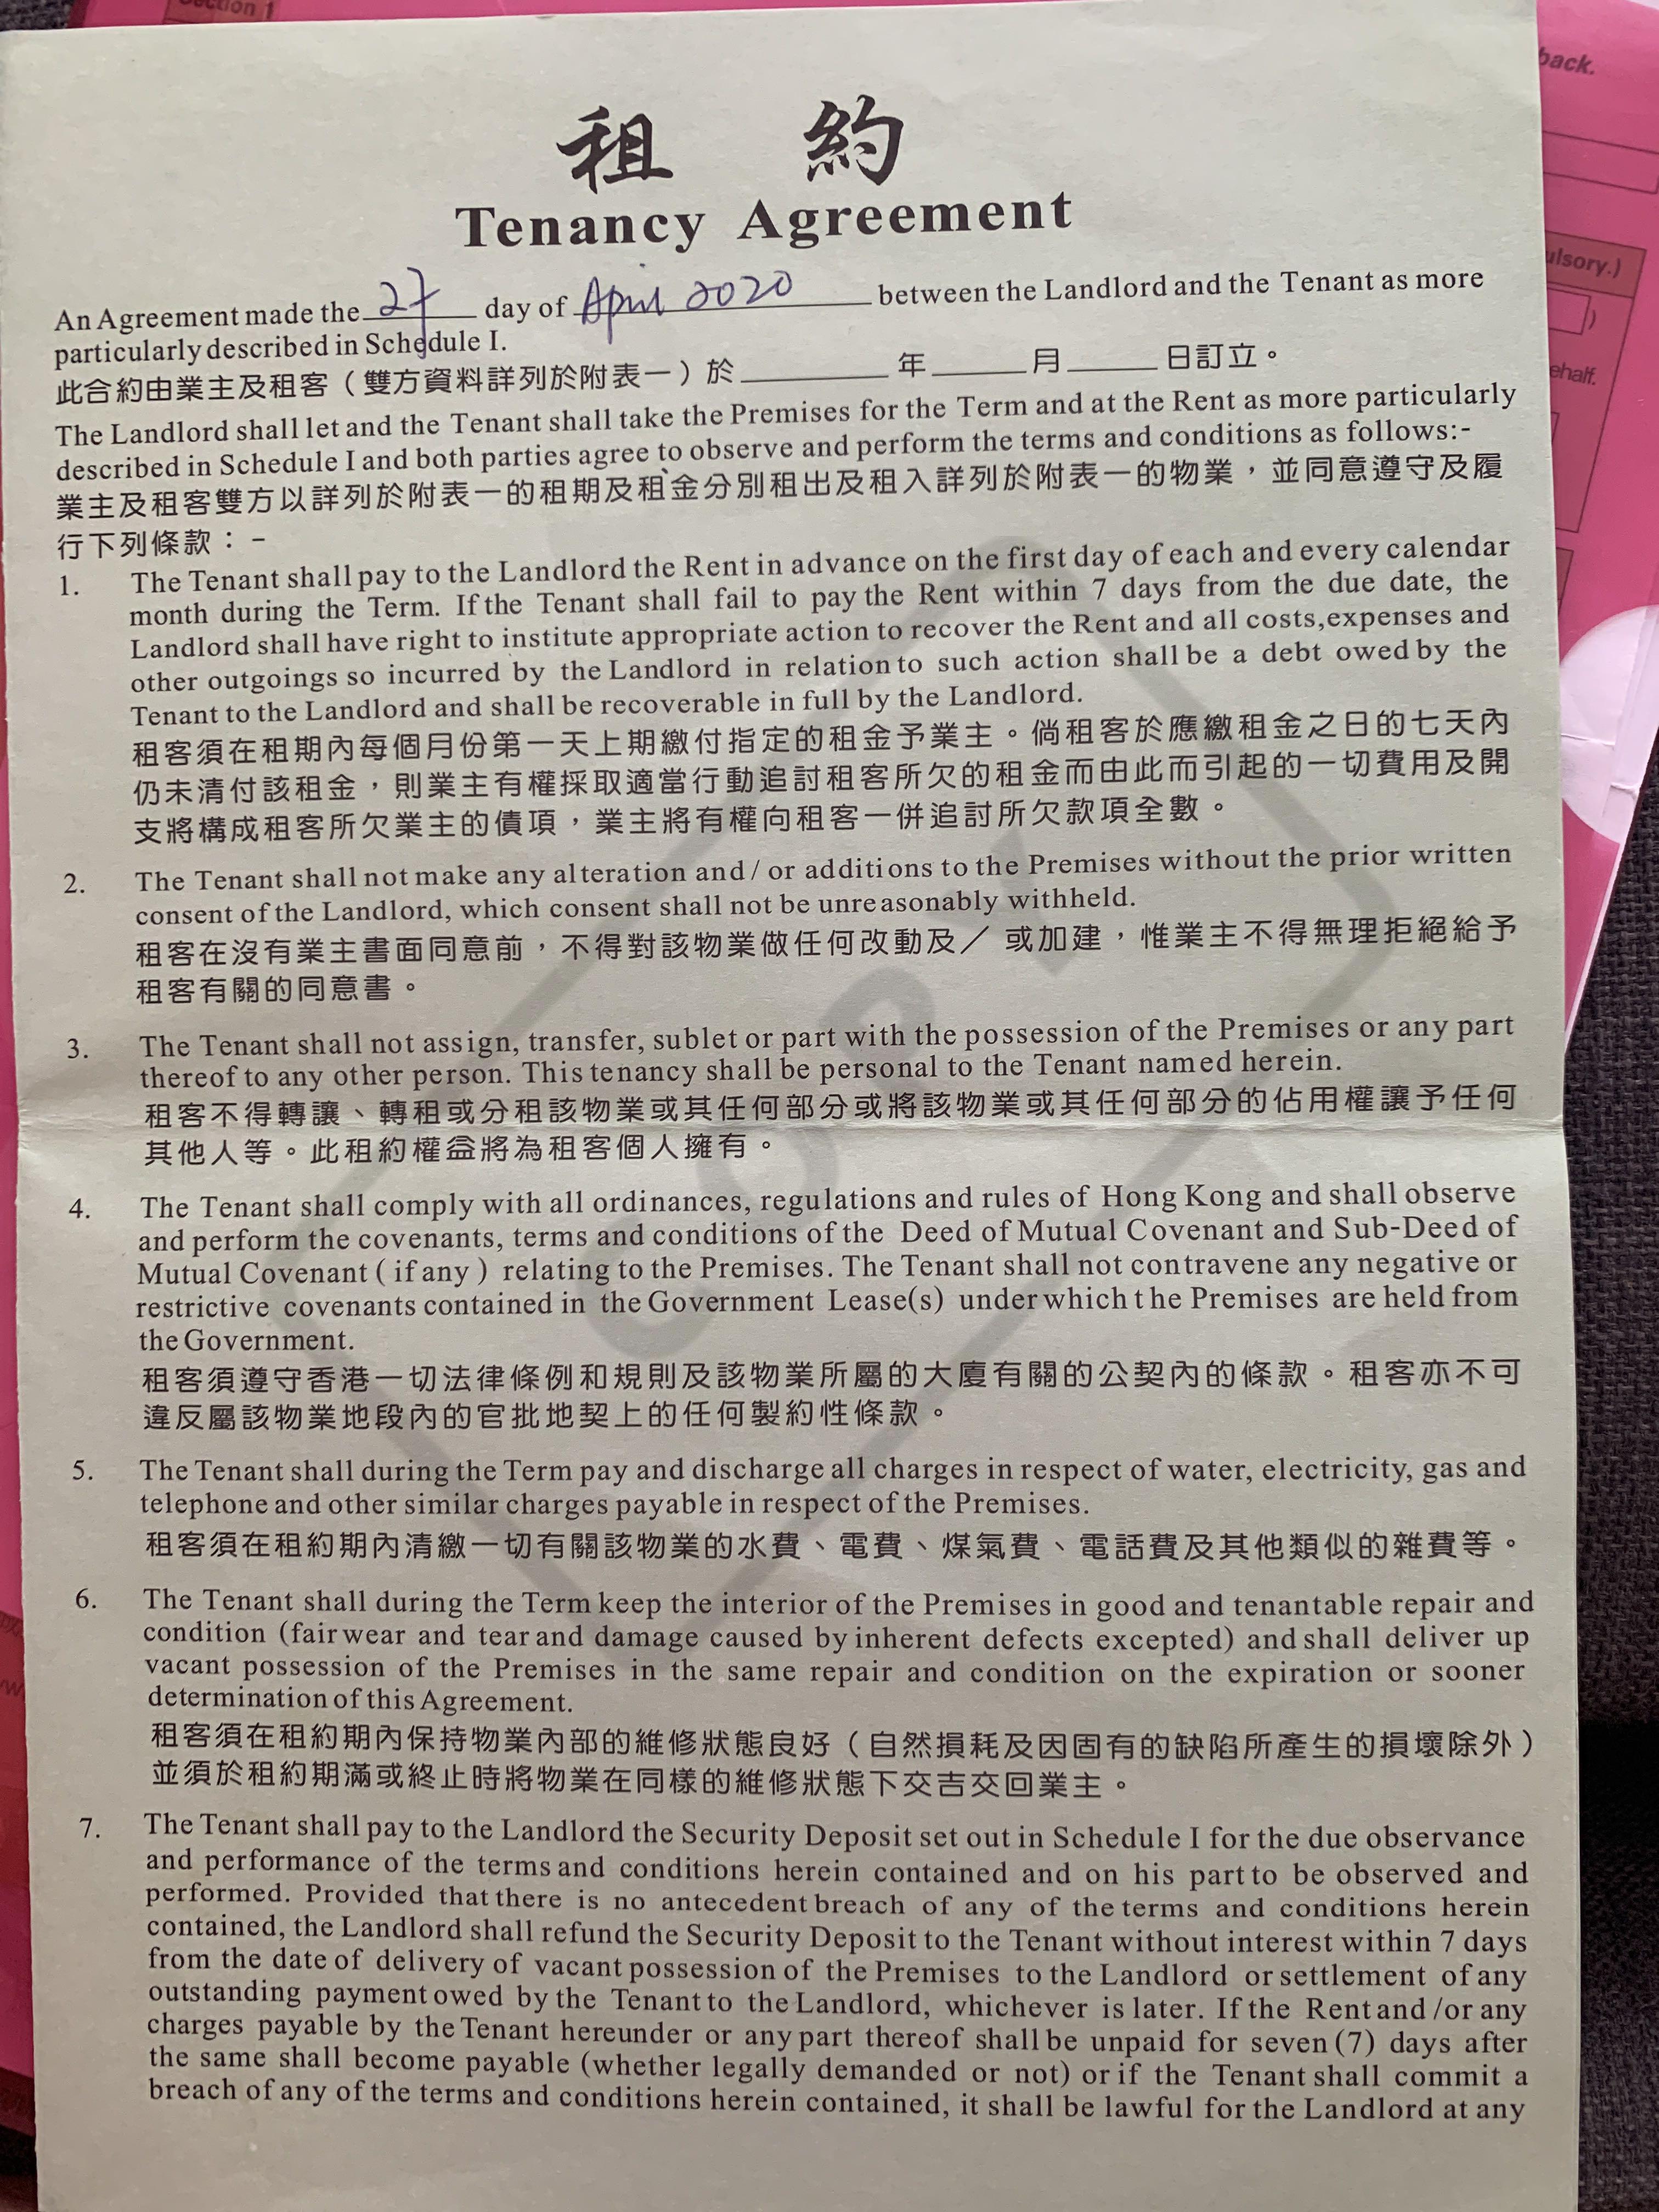 Section 1
back.
ulsory.)
)
ehalf.
租 約
Tenancy Agreement
An Agreement made the 27 day of April 2020 between the Landlord and the Tenant as more
particularly described in Schedule I.
此合約由業主及租客（雙方資料詳列於附表一）於 年 月 日訂立。
The Landlord shall let and the Tenant shall take the Premises for the Term and at the Rent as more particularly
described in Schedule I and both parties agree to observe and perform the terms and conditions as follows:-
業主及租客雙方以詳列於附表一的租期及租金分別租出及租入詳列於附表一的物業，並同意遵守及履
行下列條款：－
1. The Tenant shall pay to the Landlord the Rent in advance on the first day of each and every calendar
month during the Term. If the Tenant shall fail to pay the Rent within 7 days from the due date, the
Landlord shall have right to institute appropriate action to recover the Rent and all costs,expenses and
other outgoings so incurred by the Landlord in relation to such action shall be a debt owed by the
Tenant to the Landlord and shall be recoverable in full by the Landlord.
租客須在租期內每個月份第一天上期繳付指定的租金予業主。倘租客於應繳租金之日的七天內
仍未清付該租金，則業主有權採取適當行動追討租客所欠的租金而由此而引起的一切費用及開
支將構成租客所欠業主的債項，業主將有權向租客一併追討所欠款項全數。
2. The Tenant shall not make any alteration and / or additions to the Premises without the prior written
consent of the Landlord, which consent shall not be unreasonably withheld.
租客在沒有業主書面同意前，不得對該物業做任何改動及／或加建，惟業主不得無理拒絕給予
租客有關的同意書。
3. The Tenant shall not assign, transfer, sublet or part with the possession of the Premises or any part
thereof to any other person. This tenancy shall be personal to the Tenant named herein.
租客不得轉讓、轉租或分租該物業或其任何部分或將該物業或其任何部分的佔用權讓予任何
其他人等。此租約權益將為租客個人擁有。
4. The Tenant shall comply with all ordinances, regulations and rules of Hong Kong and shall observe
and perform the covenants, terms and conditions of the Deed of Mutual Covenant and Sub-Deed of
Mutual Covenant ( if any ) relating to the Premises. The Tenant shall not contravene any negative or
restrictive covenants contained in the Government Lease(s) under which the Premises are held from
the Government.
租客須遵守香港一切法律條例和規則及該物業所屬的大廈有關的公契內的條款。租客亦不可
違反屬該物業地段內的官批地契上的任何製約性條款。
5. The Tenant shall during the Term pay and discharge all charges in respect of water, electricity, gas and
telephone and other similar charges payable in respect of the Premises.
租客須在租約期內清繳一切有關該物業的水費、電費、煤氣費、電話費及其他類似的雜費等。
6. The Tenant shall during the Term keep the interior of the Premises in good and tenantable repair and
condition (fair wear and tear and damage caused by inherent defects excepted) and shall deliver up
vacant possession of the Premises in the same repair and condition on the expiration or sooner
determination of this Agreement.
租客須在租約期內保持物業內部的維修狀態良好（自然損耗及因固有的缺陷所產生的損壞除外）
並須於租約期滿或終止時將物業在同樣的維修狀態下交吉交回業主。
7. The Tenant shall pay to the Landlord the Security Deposit set out in Schedule I for the due observance
and performance of the terms and conditions herein contained and on his part to be observed and
performed. Provided that there is no antecedent breach of any of the terms and conditions herein
contained, the Landlord shall refund the Security Deposit to the Tenant without interest within 7 days
from the date of delivery of vacant possession of the Premises to the Landlord or settlement of any
outstanding payment owed by the Tenant to the Landlord, whichever is later. If the Rent and /or any
charges payable by the Tenant hereunder or any part thereof shall be unpaid for seven (7) days after
the same shall become payable (whether legally demanded or not) or if the Tenant shall commit a
breach of any of the terms and conditions herein contained, it shall be lawful for the Landlord at any
COPY